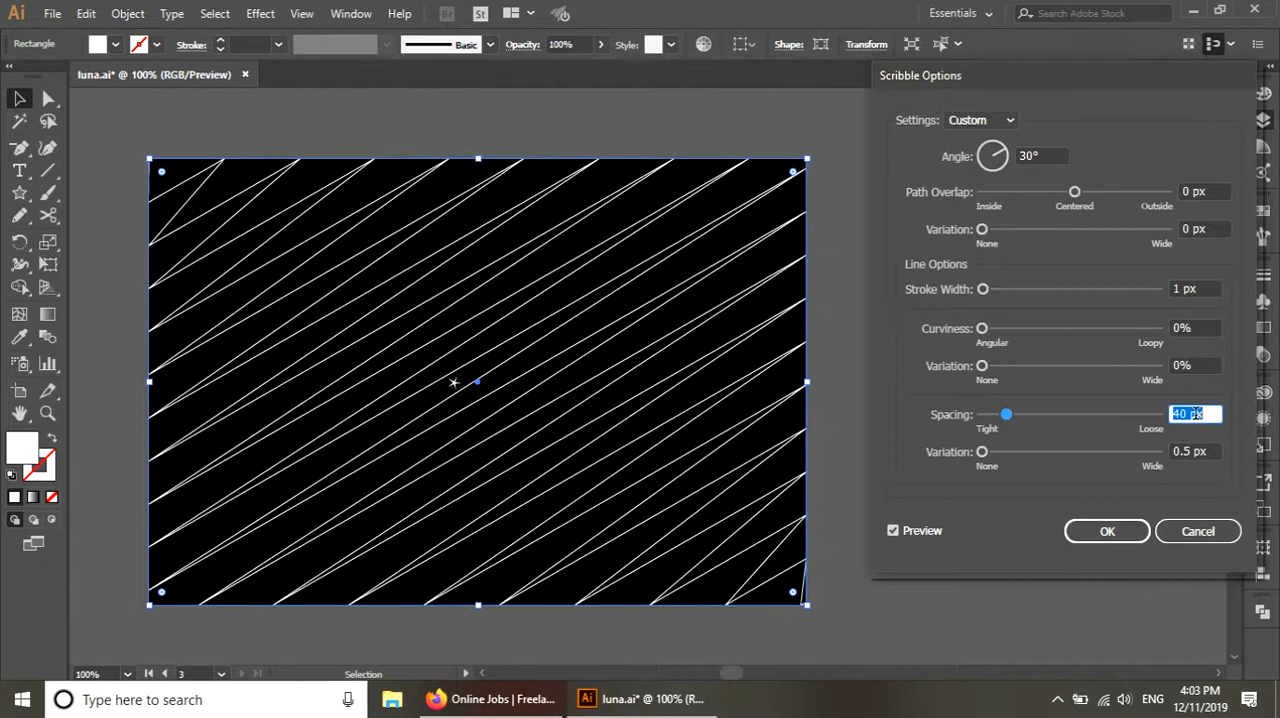 Ai File Edit Object Type Select Effect View Window Help Br St Essentials Search Adobe Stock
Rectangle Stroke: Basic Opacity: 100% Style: Shape: Transform
luna.ai* @ 100% (RGB/Preview) ×
Scribble Options
Settings: Custom
Angle: 30°
Path Overlap: 0 px
Inside Centered Outside
Variation: 0 px
None Wide
Line Options
Stroke Width: 1 px
Curviness: 0%
Angular Loopy
Variation: 0%
None Wide
Spacing: 40 px
Tight Loose
Variation: 0.5 px
None Wide
Preview OK Cancel
100% 3 Selection
Type here to search Online Jobs | Freela... Ai luna.ai* @ 100% (R... ENG 4:03 PM
12/11/2019